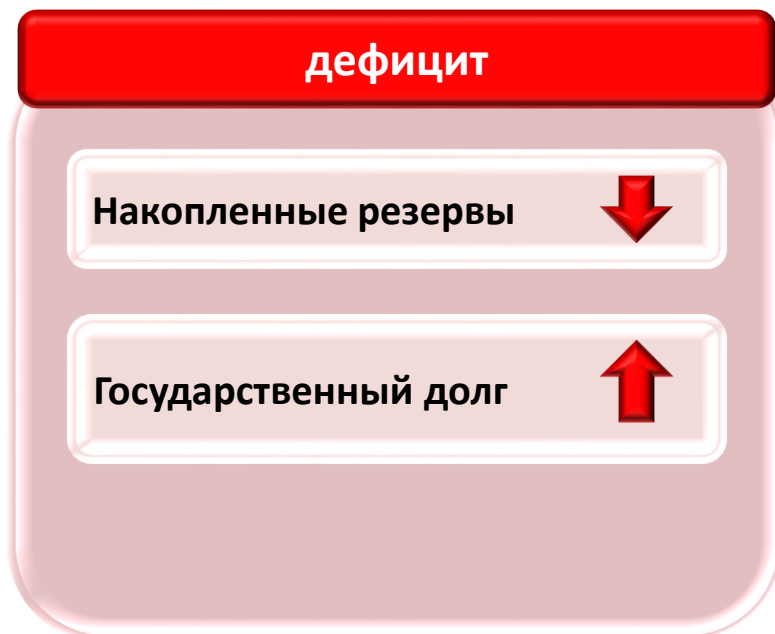 дефицит
Накопленные резервы
Государственный долг